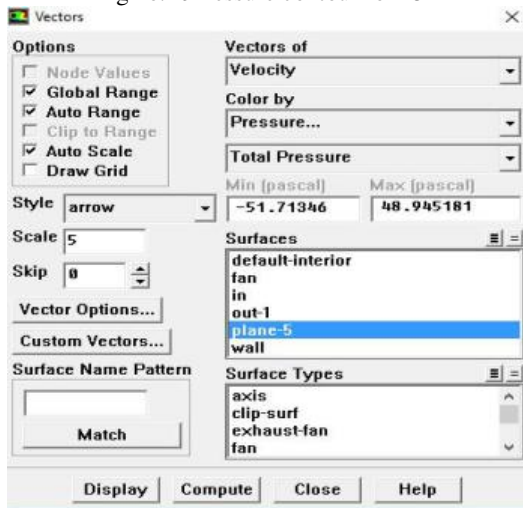 Vectors
Options
Node Values
Global Range
Auto Range
Clip to Range
Auto Scale
Draw Grid
Style arrow
Scale 5
Skip 0
Vector Options...
Custom Vectors...
Surface Name Pattern
Match
Vectors of
Velocity
Color by
Pressure...
Total Pressure
Min (pascal) Max (pascal)
-51.71346 48.945181
Surfaces
default-interior
fan
in
out-1
plane-5
wall
Surface Types
axis
clip-surf
exhaust-fan
fan
Display Compute Close Help